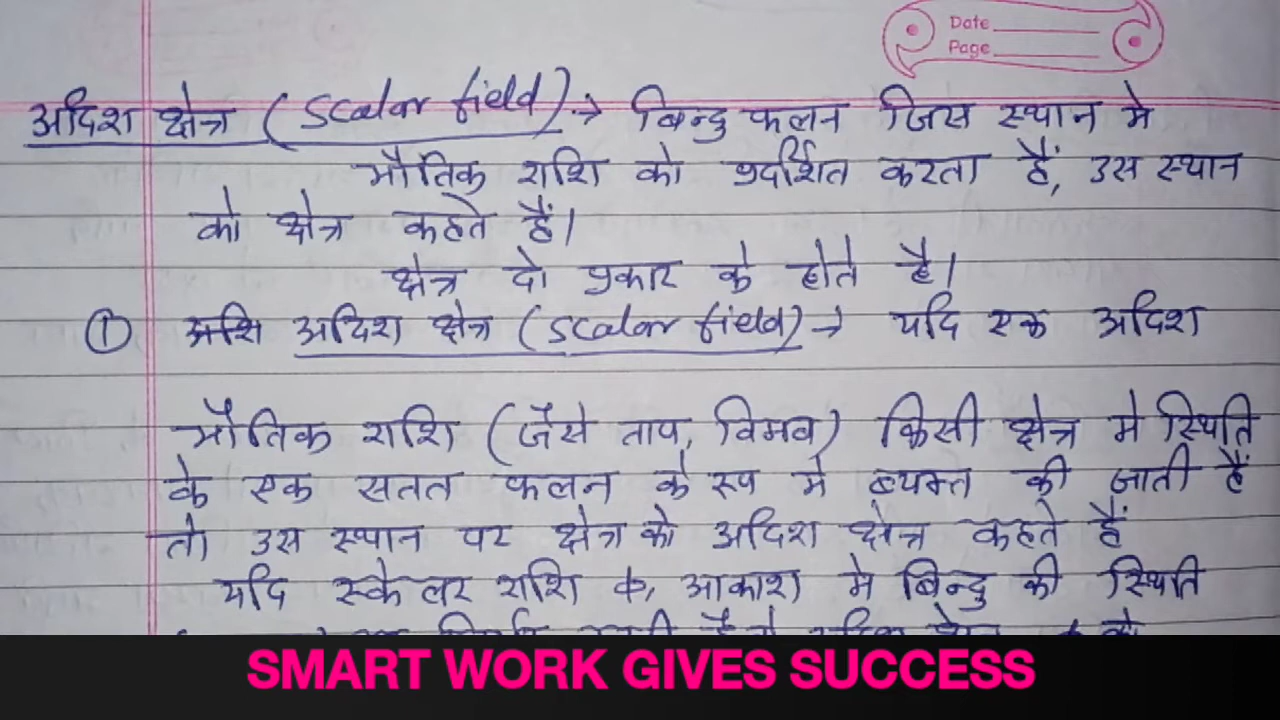 Date
Page
अदिश क्षेत्र (Scalar field) → बिन्दु फलन जिस स्थान मे
भौतिक राशि को प्रदर्शित करता हैं, उस स्थान
को क्षेत्र कहते हैं।
क्षेत्र दो प्रकार के होते है।
① अशि अदिश क्षेत्र (Scalar field) → यदि एक अदिश
भौतिक राशि (जैसे ताप, विभव) किसी क्षेत्र मे स्थिति
के एक सतत फलन के रुप मे व्यक्त की जाती हैं
तो उस स्थान पर क्षेत्र को अदिश क्षेत्र कहते हैं
यदि स्केलर राशि ϕ, आकाश मे बिन्दु की स्थिति
SMART WORK GIVES SUCCESS